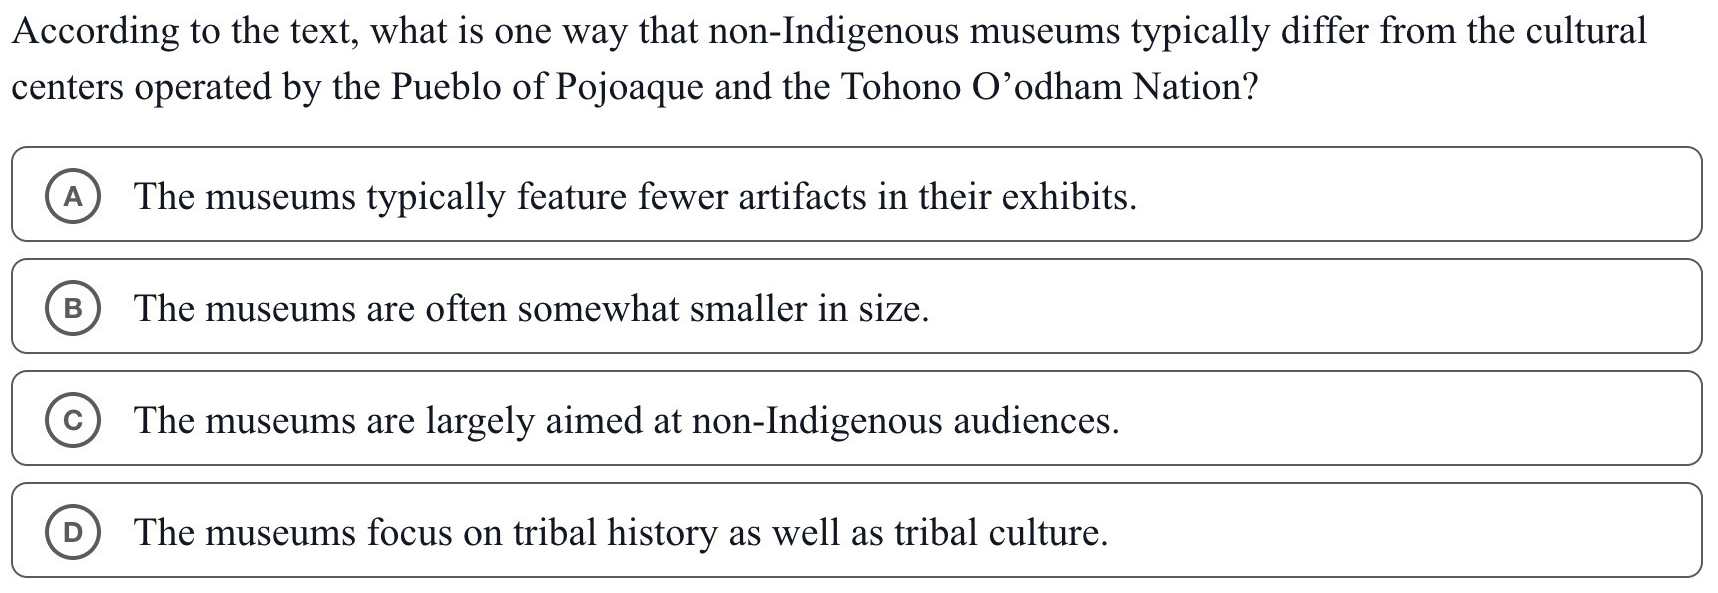 According to the text, what is one way that non-Indigenous museums typically differ from the cultural
centers operated by the Pueblo of Pojoaque and the Tohono O’odham Nation?
A The museums typically feature fewer artifacts in their exhibits.
B The museums are often somewhat smaller in size.
C The museums are largely aimed at non-Indigenous audiences.
D The museums focus on tribal history as well as tribal culture.